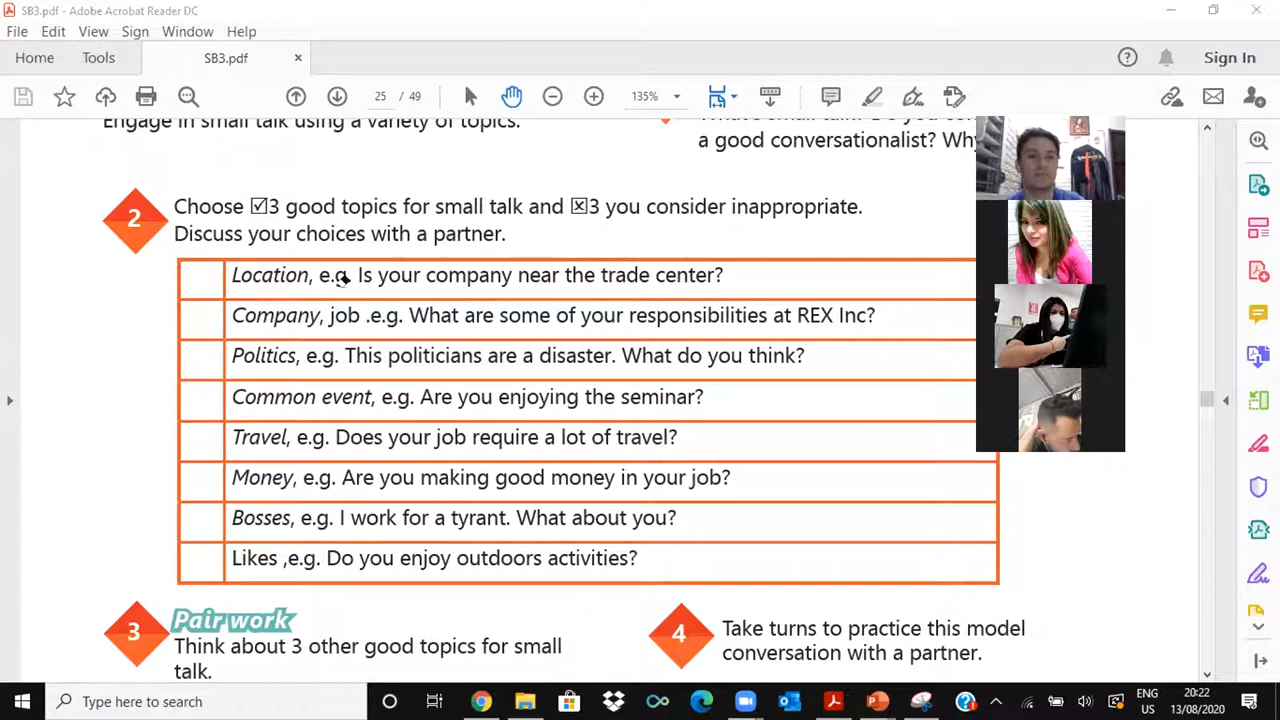 SB3.pdf - Adobe Acrobat Reader DC
File Edit View Sign Window Help
Home Tools SB3.pdf × Sign In
25 / 49 135%
Engage in small talk using a variety of topics.
a good conversationalist? Why
2 Choose ☑3 good topics for small talk and ☒3 you consider inappropriate.
Discuss your choices with a partner.
Location, e.g. Is your company near the trade center?
Company, job .e.g. What are some of your responsibilities at REX Inc?
Politics, e.g. This politicians are a disaster. What do you think?
Common event, e.g. Are you enjoying the seminar?
Travel, e.g. Does your job require a lot of travel?
Money, e.g. Are you making good money in your job?
Bosses, e.g. I work for a tyrant. What about you?
Likes ,e.g. Do you enjoy outdoors activities?
3 Pair work
Think about 3 other good topics for small
talk.
4 Take turns to practice this model
conversation with a partner.
Type here to search
ENG 20:22
US 13/08/2020